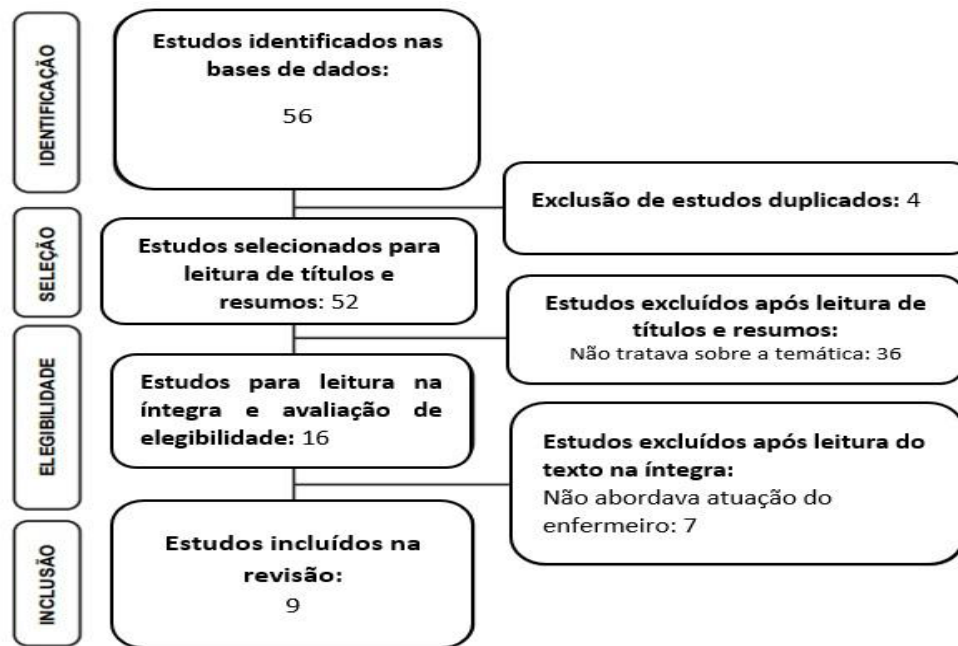 IDENTIFICAÇÃO
Estudos identificados nas
bases de dados:
56
Exclusão de estudos duplicados: 4
SELEÇÃO
Estudos selecionados para
leitura de títulos e
resumos: 52
Estudos excluídos após leitura de
títulos e resumos:
Não tratava sobre a temática: 36
ELEGIBILIDADE
Estudos para leitura na
íntegra e avaliação de
elegibilidade: 16
Estudos excluídos após leitura do
texto na íntegra:
Não abordava atuação do
enfermeiro: 7
INCLUSÃO
Estudos incluídos na
revisão:
9